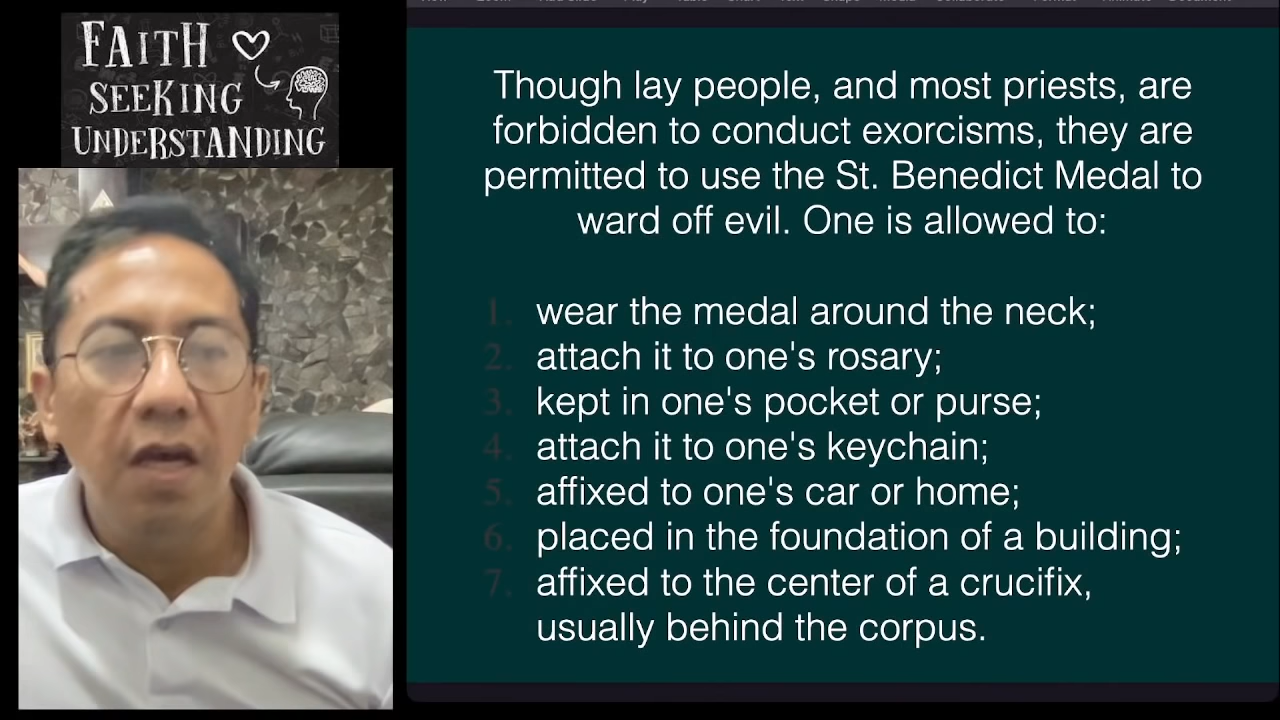 FAITH
SEEKING
UNDERSTANDING
Though lay people, and most priests, are
forbidden to conduct exorcisms, they are
permitted to use the St. Benedict Medal to
ward off evil. One is allowed to:
1. wear the medal around the neck;
2. attach it to one's rosary;
3. kept in one's pocket or purse;
4. attach it to one's keychain;
5. affixed to one's car or home;
6. placed in the foundation of a building;
7. affixed to the center of a crucifix,
usually behind the corpus.